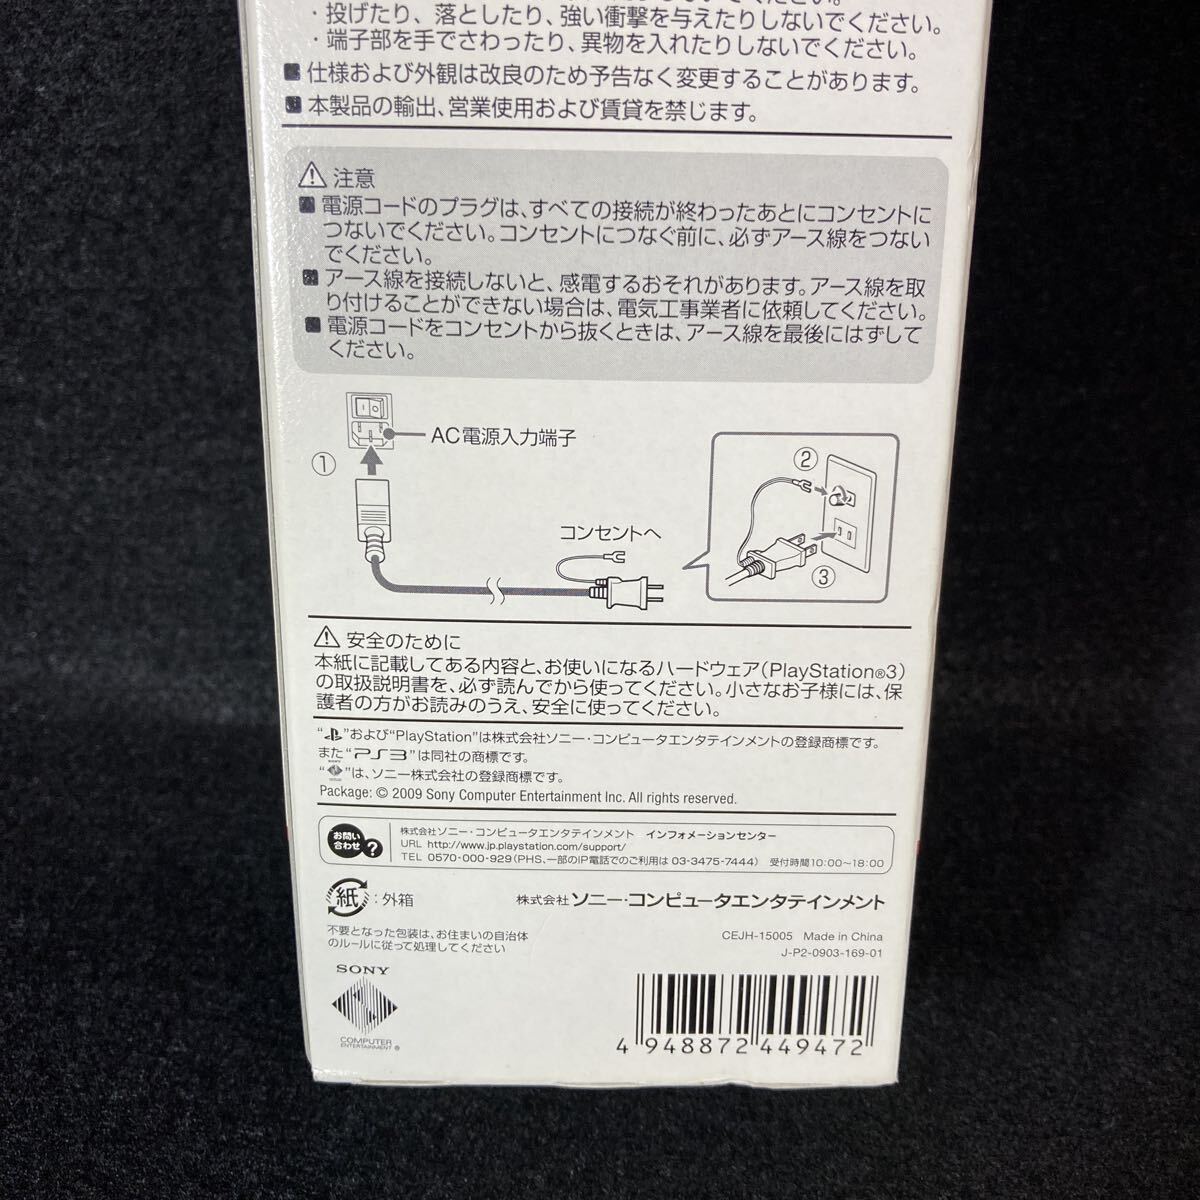 ・投げたり、落としたり、強い衝撃を与えたりしないでください。
・端子部を手でさわったり、異物を入れたりしないでください。
■仕様および外観は改良のため予告なく変更することがあります。
■本製品の輸出、営業使用および賃貸を禁じます。
⚠注意
■電源コードのプラグは、すべての接続が終わったあとにコンセントに
つないでください。コンセントにつなぐ前に、必ずアース線をつない
でください。
■アース線を接続しないと、感電するおそれがあります。アース線を取
り付けることができない場合は、電気工事業者に依頼してください。
■電源コードをコンセントから抜くときは、アース線を最後にはずして
ください。
AC電源入力端子
①
コンセントへ
②
③
⚠安全のために
本紙に記載してある内容と、お使いになるハードウェア(PlayStation®3)
の取扱説明書を、必ず読んでから使ってください。小さなお子様には、保
護者の方がお読みのうえ、安全に使ってください。
“ ”および“PlayStation”は株式会社ソニー・コンピュータエンタテインメントの登録商標です。
また“PS3”は同社の商標です。
“ ”は、ソニー株式会社の登録商標です。
Package: © 2009 Sony Computer Entertainment Inc. All rights reserved.
お問い
合わせ ?
株式会社ソニー・コンピュータエンタテインメント インフォメーションセンター
URL http://www.jp.playstation.com/support/
TEL 0570-000-929(PHS、一部のIP電話でのご利用は 03-3475-7444) 受付時間10:00〜18:00
紙:外箱
株式会社 ソニー・コンピュータエンタテインメント
不要となった包装は、お住まいの自治体
のルールに従って処理してください
CEJH-15005 Made in China
J-P2-0903-169-01
SONY
COMPUTER
ENTERTAINMENT ®
4 948872 449472